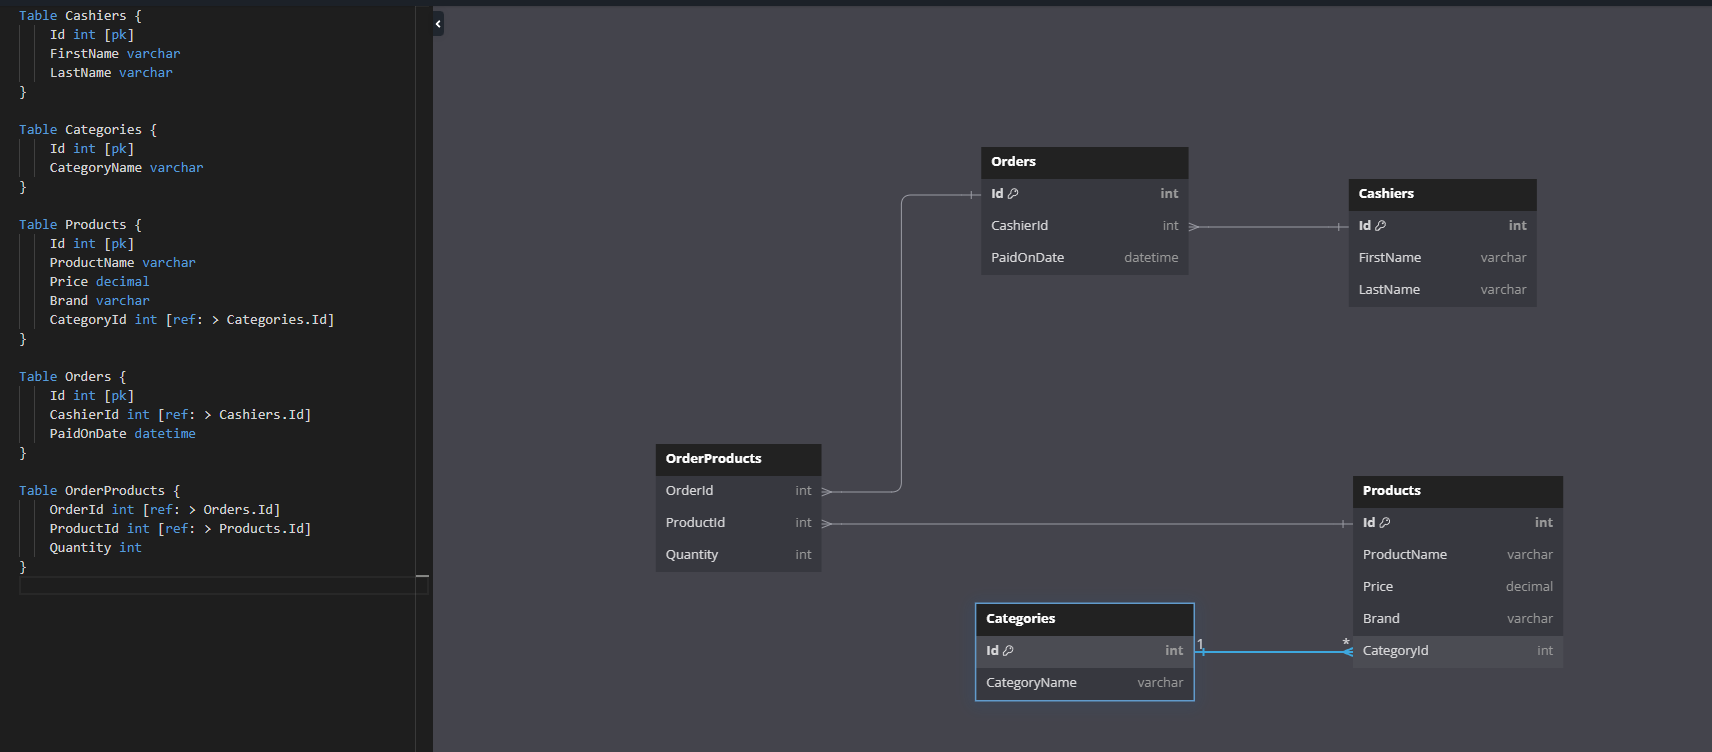 Table Cashiers {
Id int [pk]
FirstName varchar
LastName varchar
}
Table Categories {
Id int [pk]
CategoryName varchar
}
Table Products {
Id int [pk]
ProductName varchar
Price decimal
Brand varchar
CategoryId int [ref: > Categories.Id]
}
Table Orders {
Id int [pk]
CashierId int [ref: > Cashiers.Id]
PaidOnDate datetime
}
Table OrderProducts {
OrderId int [ref: > Orders.Id]
ProductId int [ref: > Products.Id]
Quantity int
}
Orders
Id int
CashierId int
PaidOnDate datetime
Cashiers
Id int
FirstName varchar
LastName varchar
OrderProducts
OrderId int
ProductId int
Quantity int
Products
Id int
ProductName varchar
Price decimal
Brand varchar
CategoryId int
Categories
Id int
CategoryName varchar
1
*